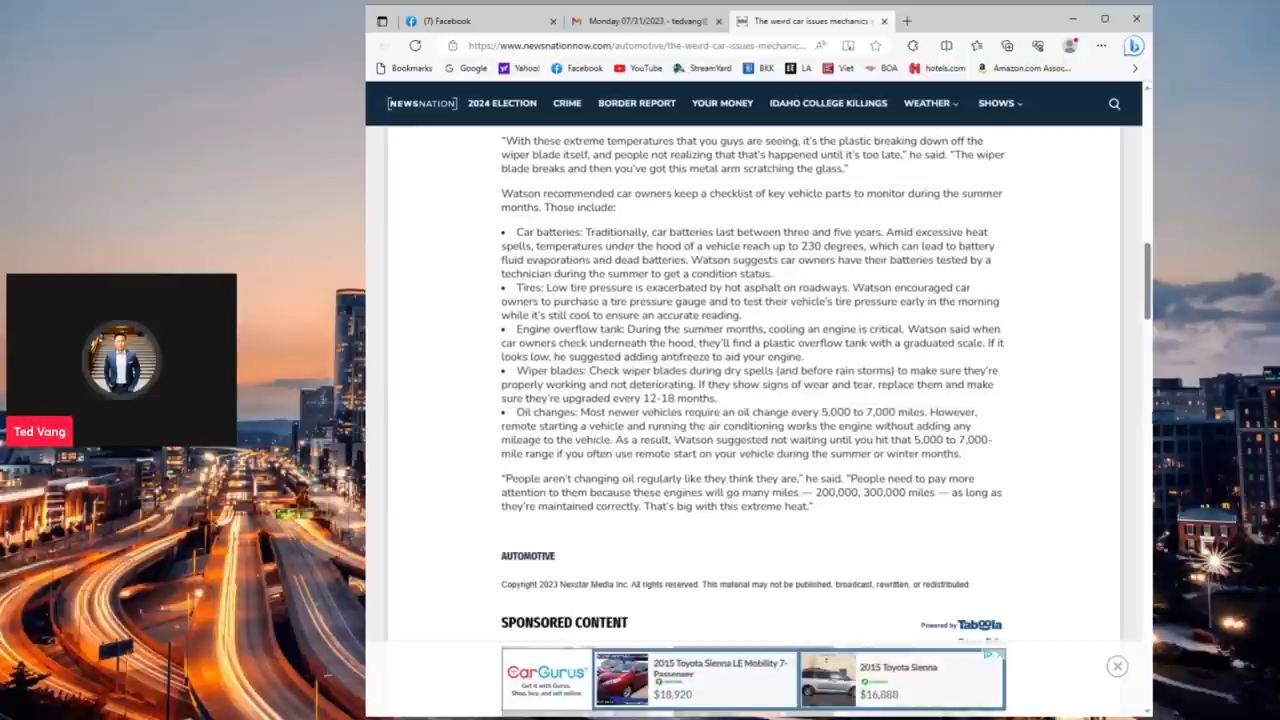 (7) Facebook
Monday 07/31/2023 - tedvang@
The weird car issues mechanics
https://www.newsnationnow.com/automotive/the-weird-car-issues-mechanic...
Bookmarks Google Yahoo! Facebook YouTube StreamYard BKK LA Viet BOA hotels.com Amazon.com Assoc...
[NEWSNATION] 2024 ELECTION CRIME BORDER REPORT YOUR MONEY IDAHO COLLEGE KILLINGS WEATHER SHOWS
"With these extreme temperatures that you guys are seeing, it's the plastic breaking down off the
wiper blade itself, and people not realizing that that's happened until it's too late," he said. "The wiper
blade breaks and then you've got this metal arm scratching the glass."
Watson recommended car owners keep a checklist of key vehicle parts to monitor during the summer
months. Those include:
• Car batteries: Traditionally, car batteries last between three and five years. Amid excessive heat
spells, temperatures under the hood of a vehicle reach up to 230 degrees, which can lead to battery
fluid evaporations and dead batteries. Watson suggests car owners have their batteries tested by a
technician during the summer to get a condition status.
• Tires: Low tire pressure is exacerbated by hot asphalt on roadways. Watson encouraged car
owners to purchase a tire pressure gauge and to test their vehicle's tire pressure early in the morning
while it's still cool to ensure an accurate reading.
• Engine overflow tank: During the summer months, cooling an engine is critical. Watson said when
car owners check underneath the hood, they'll find a plastic overflow tank with a graduated scale. If it
looks low, he suggested adding antifreeze to aid your engine.
• Wiper blades: Check wiper blades during dry spells (and before rain storms) to make sure they're
properly working and not deteriorating. If they show signs of wear and tear, replace them and make
sure they're upgraded every 12-18 months.
• Oil changes: Most newer vehicles require an oil change every 5,000 to 7,000 miles. However,
remote starting a vehicle and running the air conditioning works the engine without adding any
mileage to the vehicle. As a result, Watson suggested not waiting until you hit that 5,000 to 7,000-
mile range if you often use remote start on your vehicle during the summer or winter months.
"People aren't changing oil regularly like they think they are," he said. "People need to pay more
attention to them because these engines will go many miles — 200,000, 300,000 miles — as long as
they're maintained correctly. That's big with this extreme heat."
AUTOMOTIVE
Copyright 2023 Nexstar Media Inc. All rights reserved. This material may not be published, broadcast, rewritten, or redistributed
SPONSORED CONTENT
Powered by Taboola
CarGurus
Get it with Gurus.
Shop, buy, and sell online.
2015 Toyota Sienna LE Mobility 7-
Passenger
$18,920
2015 Toyota Sienna
$16,888
Ted Vang